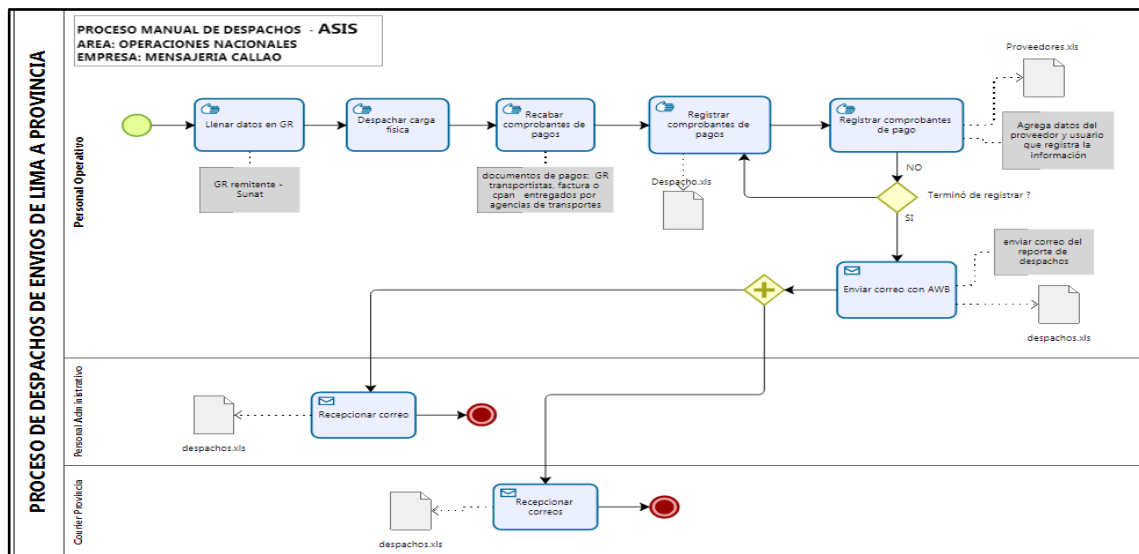 PROCESO DE DESPACHOS DE ENVIOS DE LIMA A PROVINCIA
PROCESO MANUAL DE DESPACHOS - ASIS
AREA: OPERACIONES NACIONALES
EMPRESA: MENSAJERIA CALLAO
Personal Operativo
Llenar datos en GR
GR remitente -
Sunat
Despachar carga
física
Recabar
comprobantes de
pagos
documentos de pagos: GR
transportistas, factura o
cpan entregados por
agencias de transportes
Registrar
comprobantes de
pagos
Despacho.xls
Registrar comprobantes
de pago
Proveedores.xls
Agrega datos del
proveedor y usuario
que registra la
información
NO
Terminó de registrar ?
SI
Enviar correo con AWB
enviar correo del
reporte de
despachos
despachos.xls
Personal Administrativo
Recepcionar correo
despachos.xls
Courier Provincia
Recepcionar
correos
despachos.xls